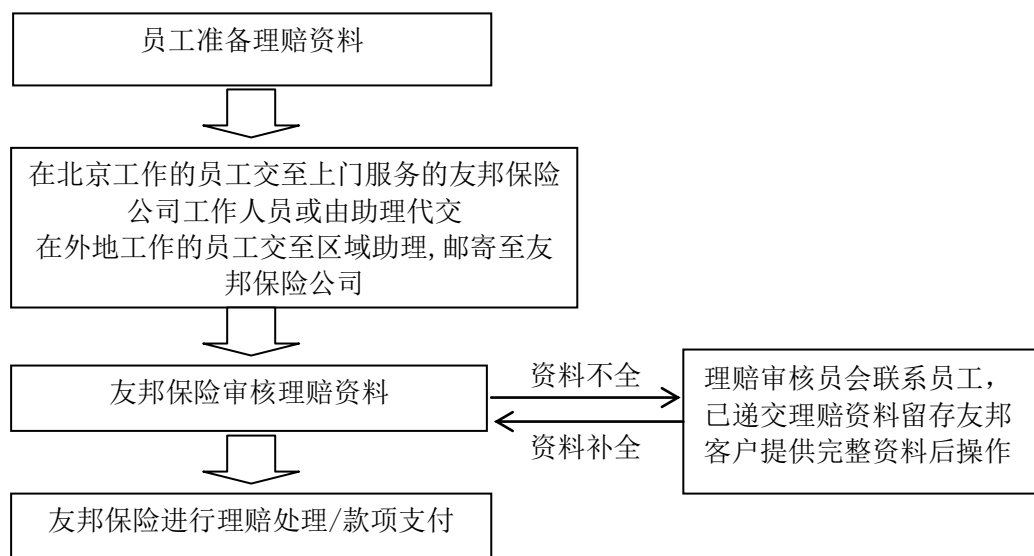 员工准备理赔资料
在北京工作的员工交至上门服务的友邦保险
公司工作人员或由助理代交
在外地工作的员工交至区域助理,邮寄至友
邦保险公司
友邦保险审核理赔资料
资料不全
资料补全
理赔审核员会联系员工，
已递交理赔资料留存友邦
客户提供完整资料后操作
友邦保险进行理赔处理/款项支付